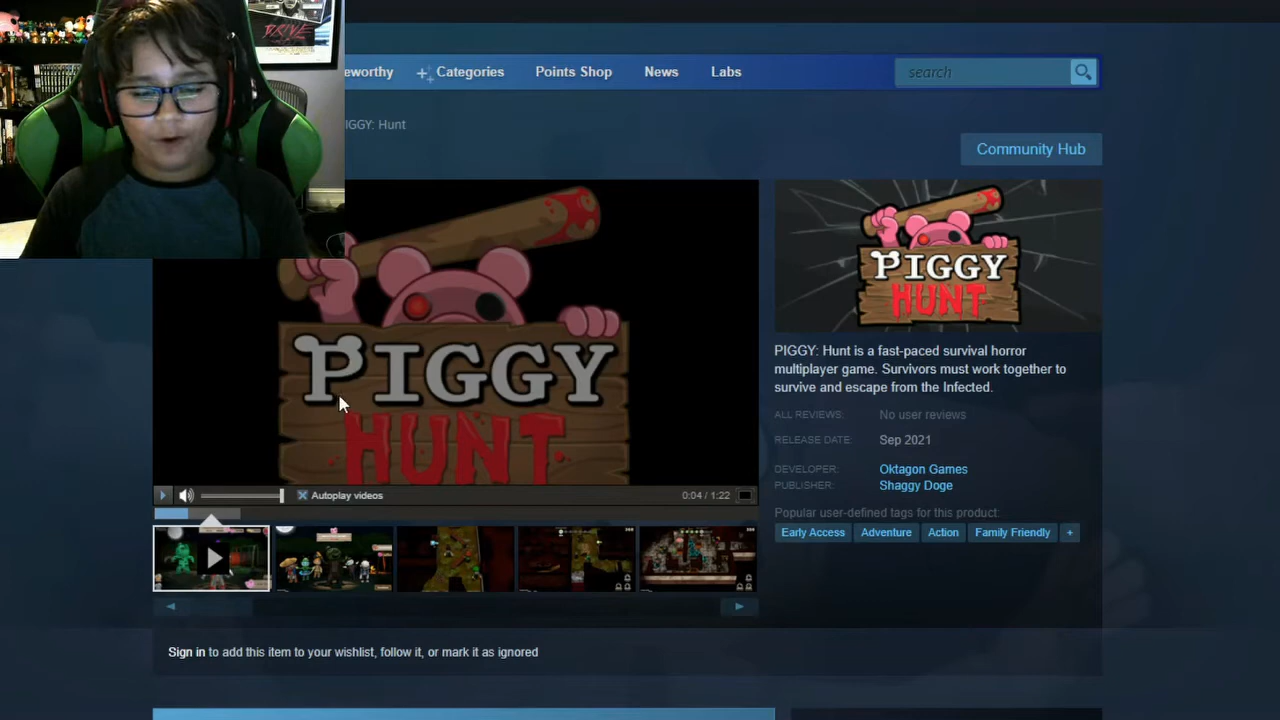 DRIVE
eworthy
Categories
Points Shop
News
Labs
search
IGGY: Hunt
Community Hub
PIGGY
HUNT
PIGGY
HUNT
PIGGY: Hunt is a fast-paced survival horror
multiplayer game. Survivors must work together to
survive and escape from the Infected.
ALL REVIEWS: No user reviews
RELEASE DATE: Sep 2021
DEVELOPER: Oktagon Games
PUBLISHER: Shaggy Doge
Autoplay videos
0:04 / 1:22
Popular user-defined tags for this product:
Early Access
Adventure
Action
Family Friendly
+
Sign in to add this item to your wishlist, follow it, or mark it as ignored